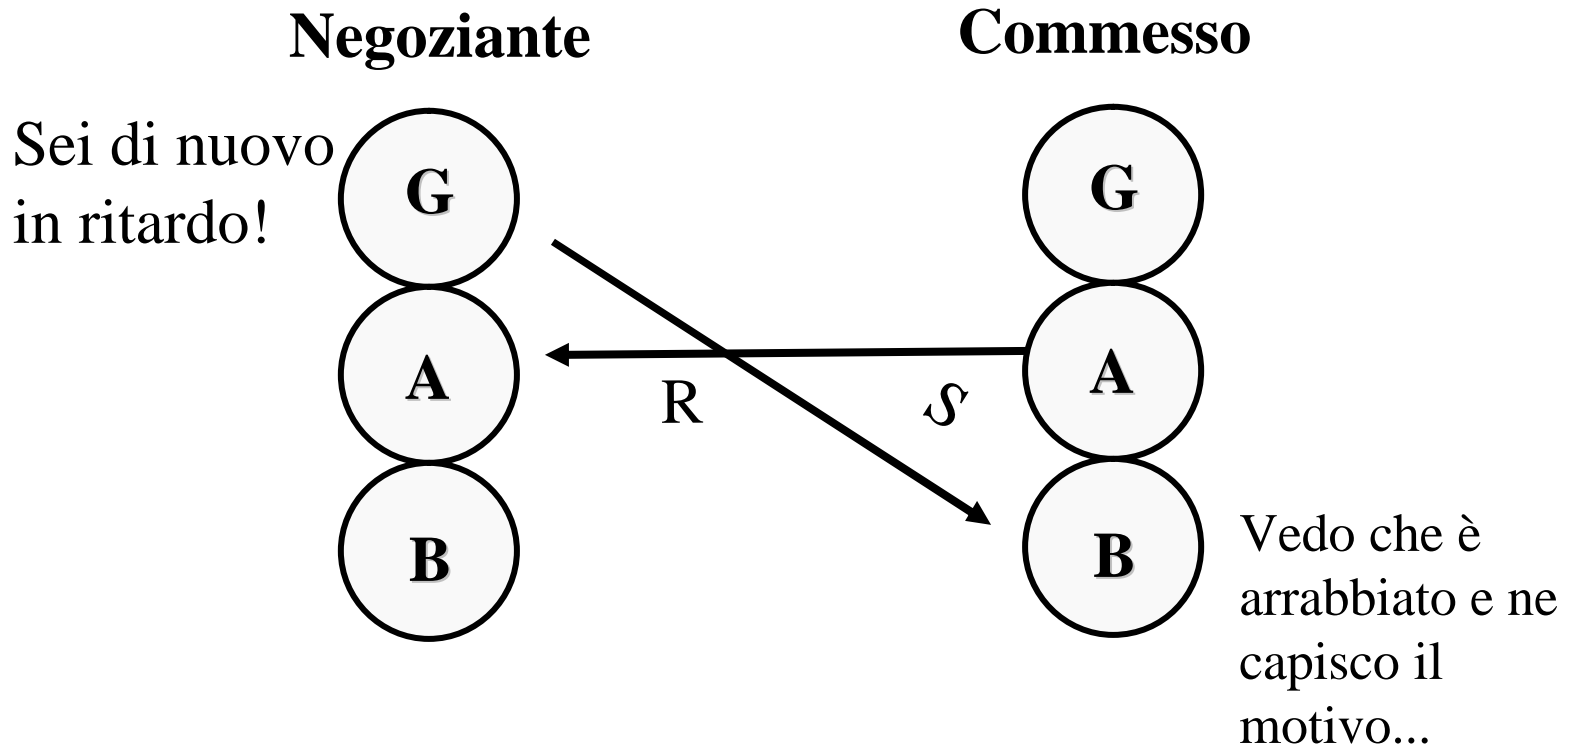 Negoziante
Commesso
Sei di nuovo
in ritardo!
G
G
A
A
R
S
B
B
Vedo che è
arrabbiato e ne
capisco il
motivo...